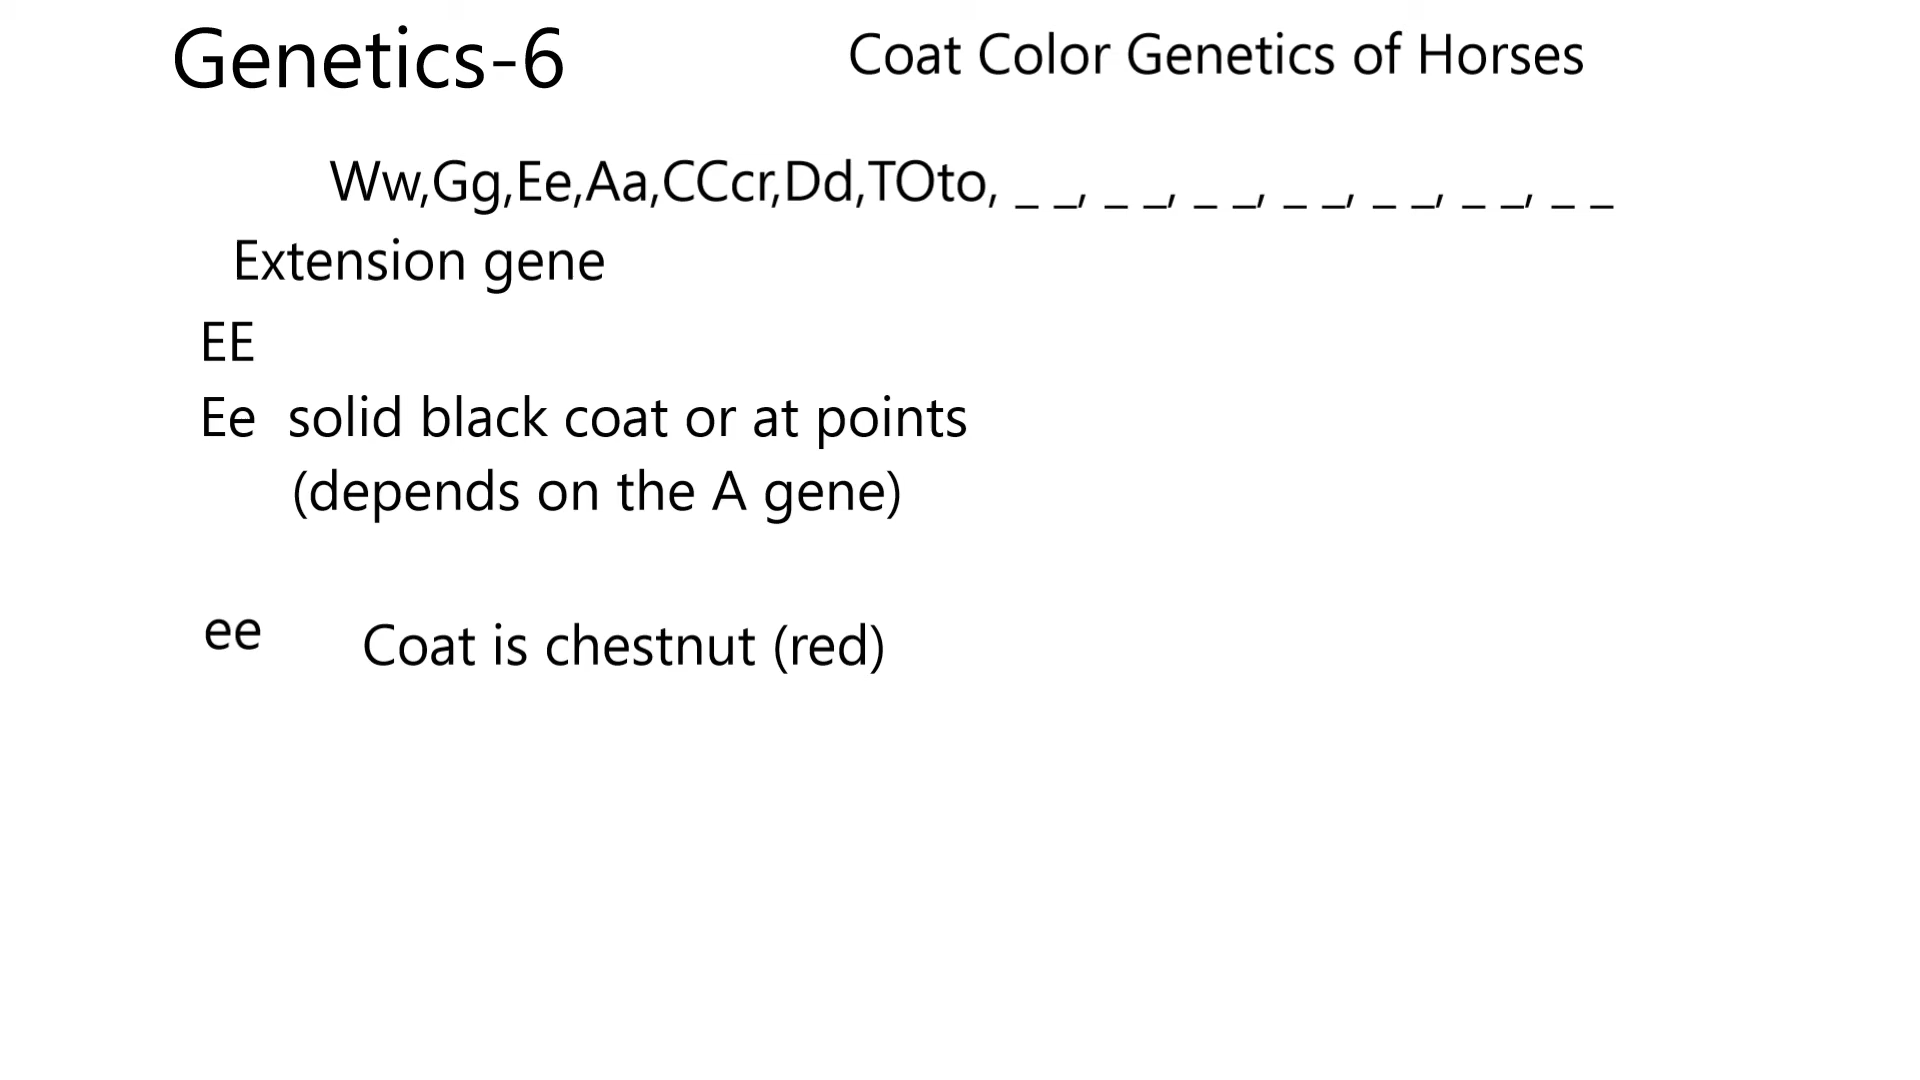 Genetics-6
Coat Color Genetics of Horses
Ww,Gg,Ee,Aa,CCcr,Dd,TOto, _ _, _ _, _ _, _ _, _ _, _ _, _ _
Extension gene
EE
Ee solid black coat or at points
(depends on the A gene)
ee
Coat is chestnut (red)